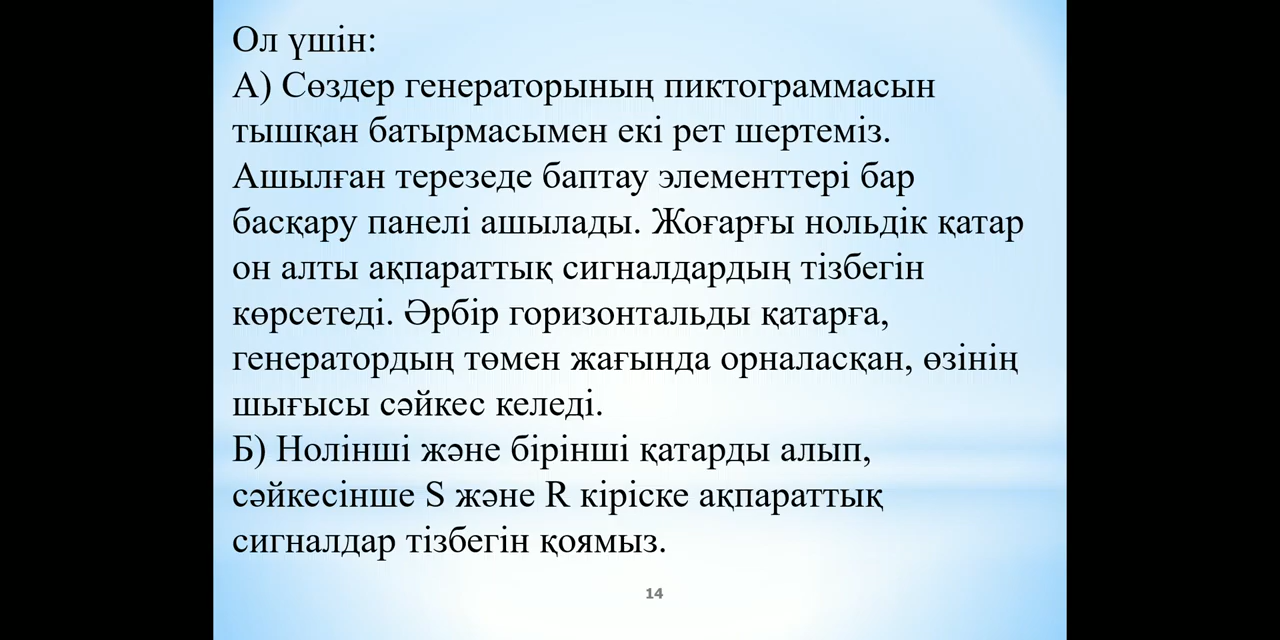 Ол үшін:
А) Сөздер генераторының пиктограммасын
тышқан батырмасымен екі рет шертеміз.
Ашылған терезеде баптау элементтері бар
басқару панелі ашылады. Жоғарғы нольдік қатар
он алты ақпараттық сигналдардың тізбегін
көрсетеді. Әрбір горизонтальды қатарға,
генератордың төмен жағында орналасқан, өзінің
шығысы сәйкес келеді.
Б) Нолінші және бірінші қатарды алып,
сәйкесінше S және R кіріске ақпараттық
сигналдар тізбегін қоямыз.
14